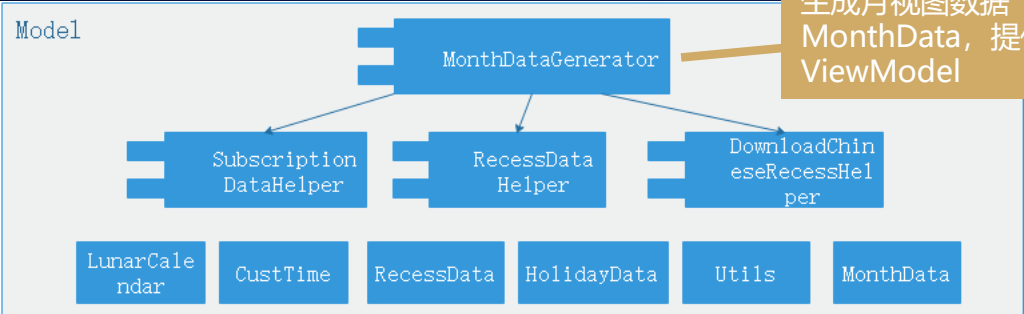 Model
生成月视图数据
MonthData，提
ViewModel
MonthDataGenerator
Subscription
DataHelper
RecessData
Helper
DownloadChin
eseRecessHel
per
LunarCale
ndar
CustTime
RecessData
HolidayData
Utils
MonthData